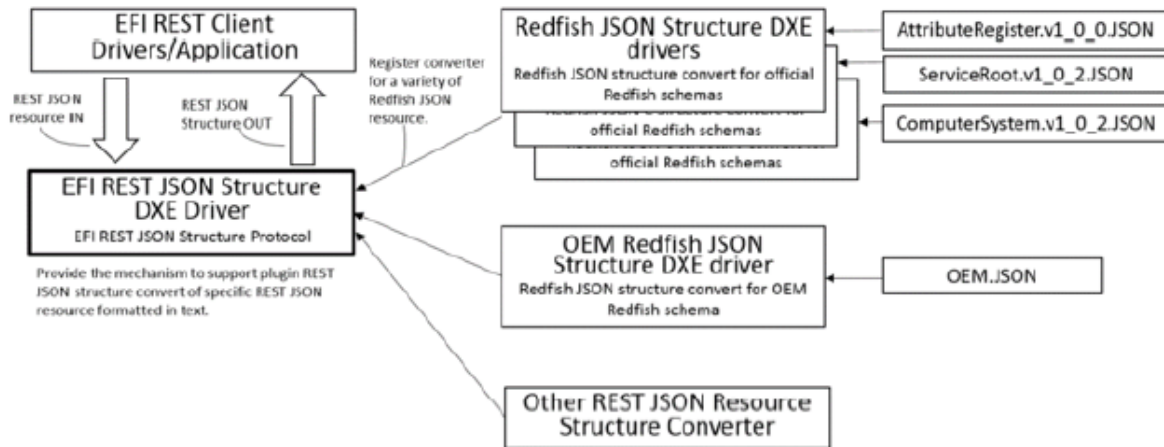 EFI REST Client
Drivers/Application
REST JSON
resource IN
REST JSON
Structure OUT
Register converter
for a variety of
Redfish JSON
resource.
EFI REST JSON Structure
DXE Driver
EFI REST JSON Structure Protocol
Provide the mechanism to support plugin REST
JSON structure convert of specific REST JSON
resource formatted in text.
Redfish JSON Structure DXE
drivers
Redfish JSON structure convert for official
Redfish schemas
official Redfish schemas
official Redfish schemas
AttributeRegister.v1_0_0.JSON
ServiceRoot.v1_0_2.JSON
ComputerSystem.v1_0_2.JSON
OEM Redfish JSON
Structure DXE driver
Redfish JSON structure convert for OEM
Redfish schema
OEM.JSON
Other REST JSON Resource
Structure Converter